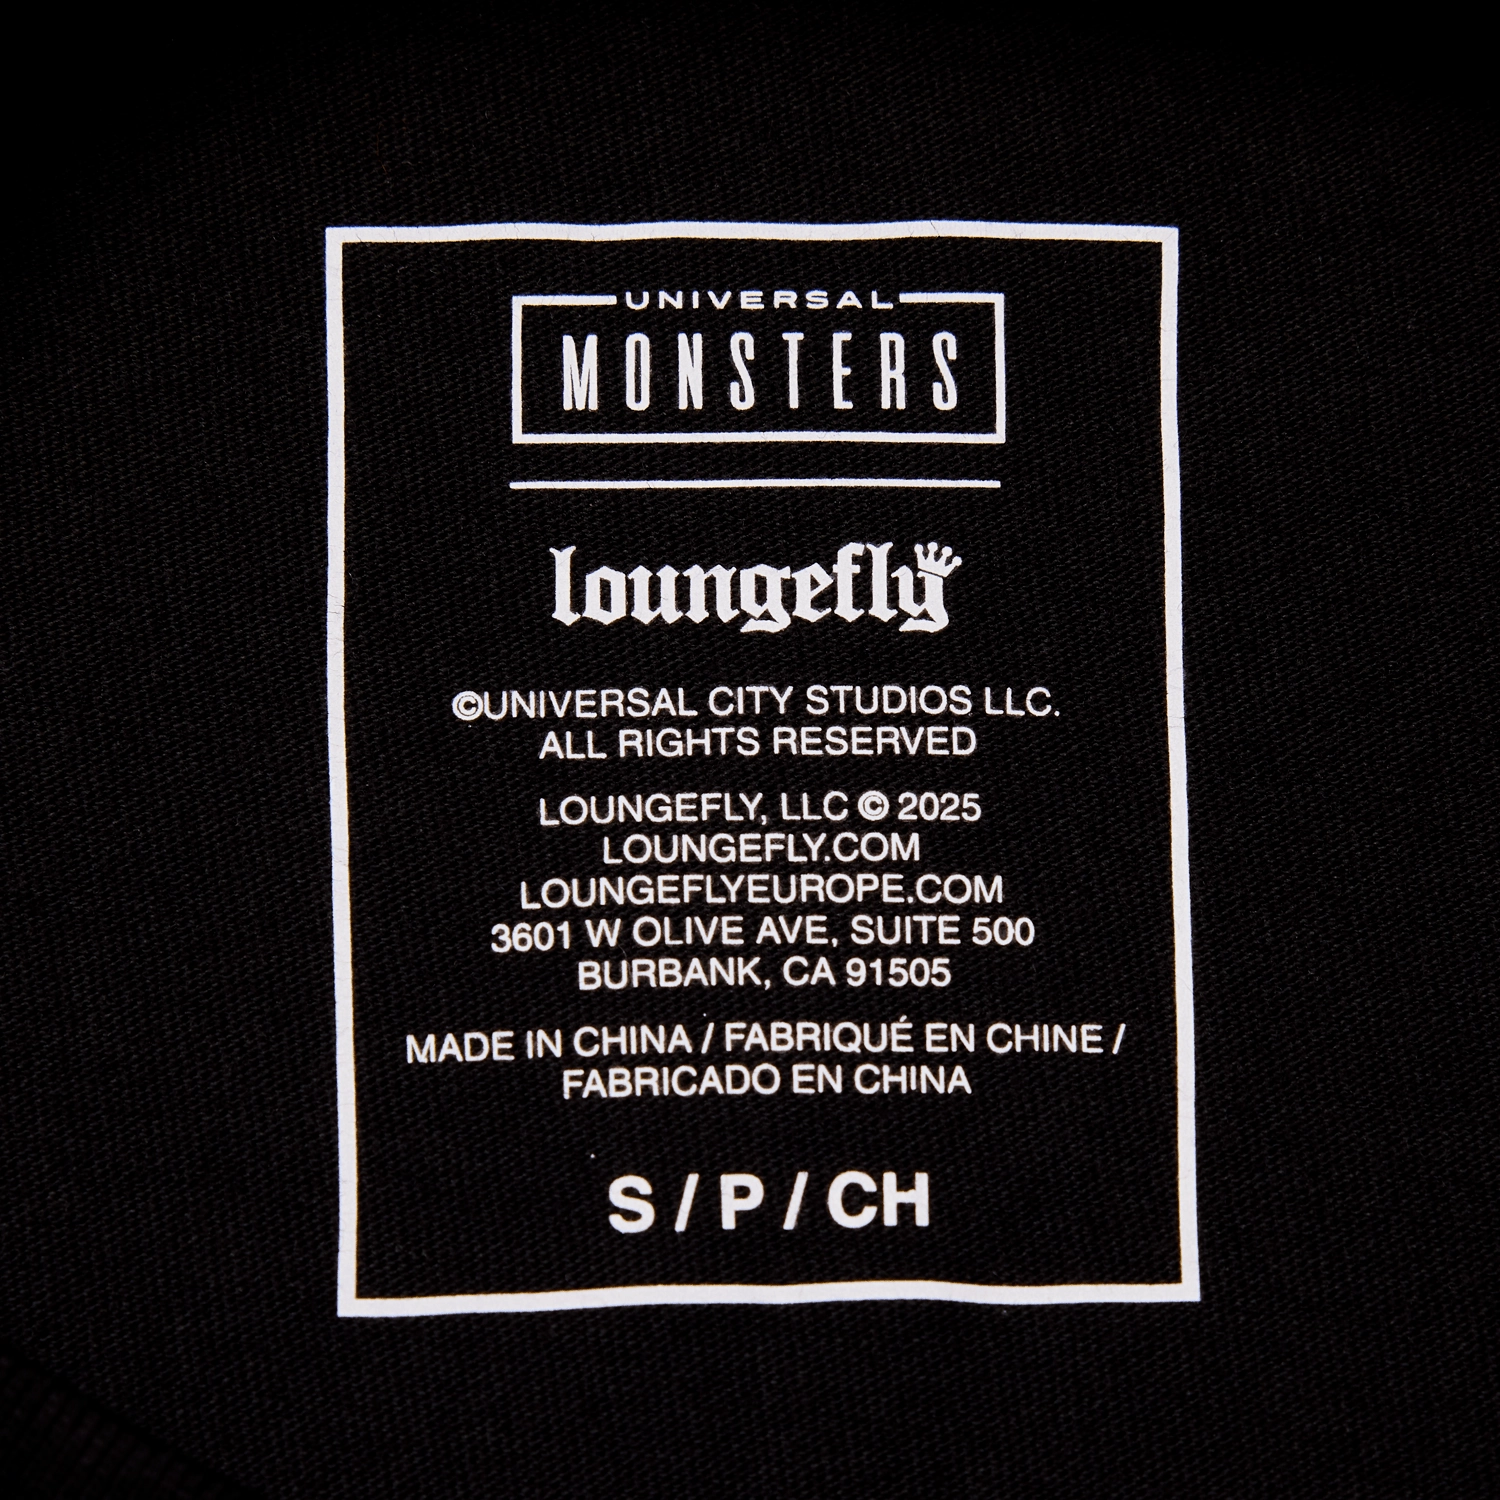 UNIVERSAL
MONSTERS
loungefly
©UNIVERSAL CITY STUDIOS LLC.
ALL RIGHTS RESERVED
LOUNGEFLY, LLC © 2025
LOUNGEFLY.COM
LOUNGEFLYEUROPE.COM
3601 W OLIVE AVE, SUITE 500
BURBANK, CA 91505
MADE IN CHINA / FABRIQUÉ EN CHINE /
FABRICADO EN CHINA
S / P / CH